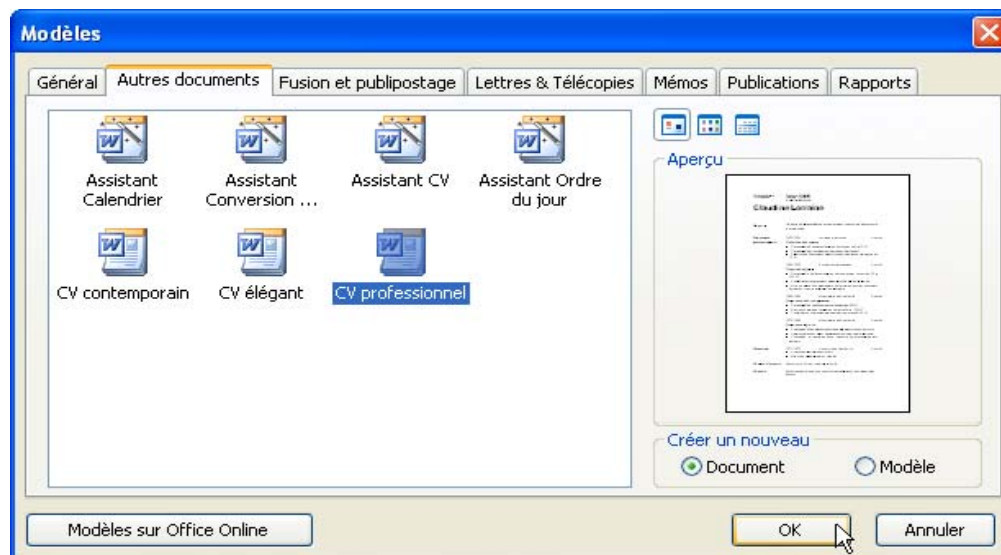 Modèles
Général Autres documents Fusion et publipostage Lettres & Télécopies Mémos Publications Rapports
Assistant Calendrier
Assistant Conversion ...
Assistant CV
Assistant Ordre du jour
CV contemporain
CV élégant
CV professionnel
Aperçu
Claudine Lorraine
Créer un nouveau
Document Modèle
Modèles sur Office Online
OK Annuler